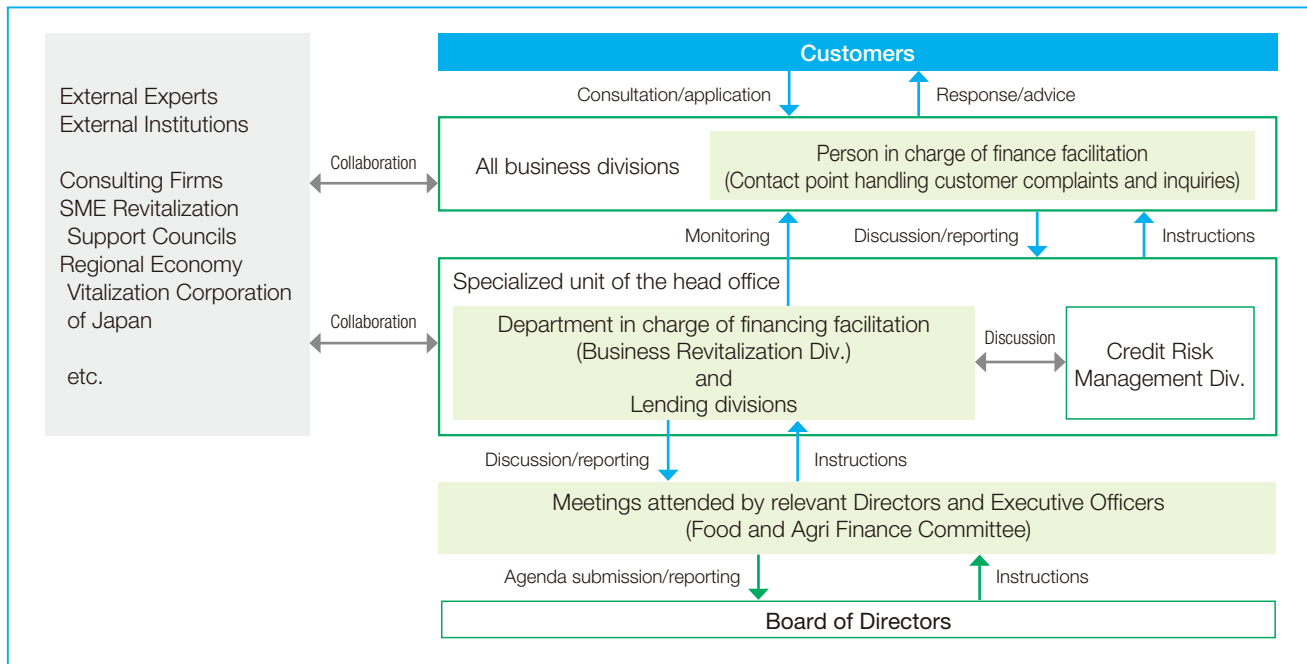 Customers
External Experts
External Institutions
Consulting Firms
SME Revitalization
Support Councils
Regional Economy
Vitalization Corporation
of Japan
etc.
Consultation/application
Response/advice
Collaboration
All business divisions
Person in charge of finance facilitation
(Contact point handling customer complaints and inquiries)
Monitoring
Discussion/reporting
Instructions
Specialized unit of the head office
Collaboration
Department in charge of financing facilitation
(Business Revitalization Div.)
and
Lending divisions
Discussion
Credit Risk
Management Div.
Discussion/reporting
Instructions
Meetings attended by relevant Directors and Executive Officers
(Food and Agri Finance Committee)
Agenda submission/reporting
Instructions
Board of Directors